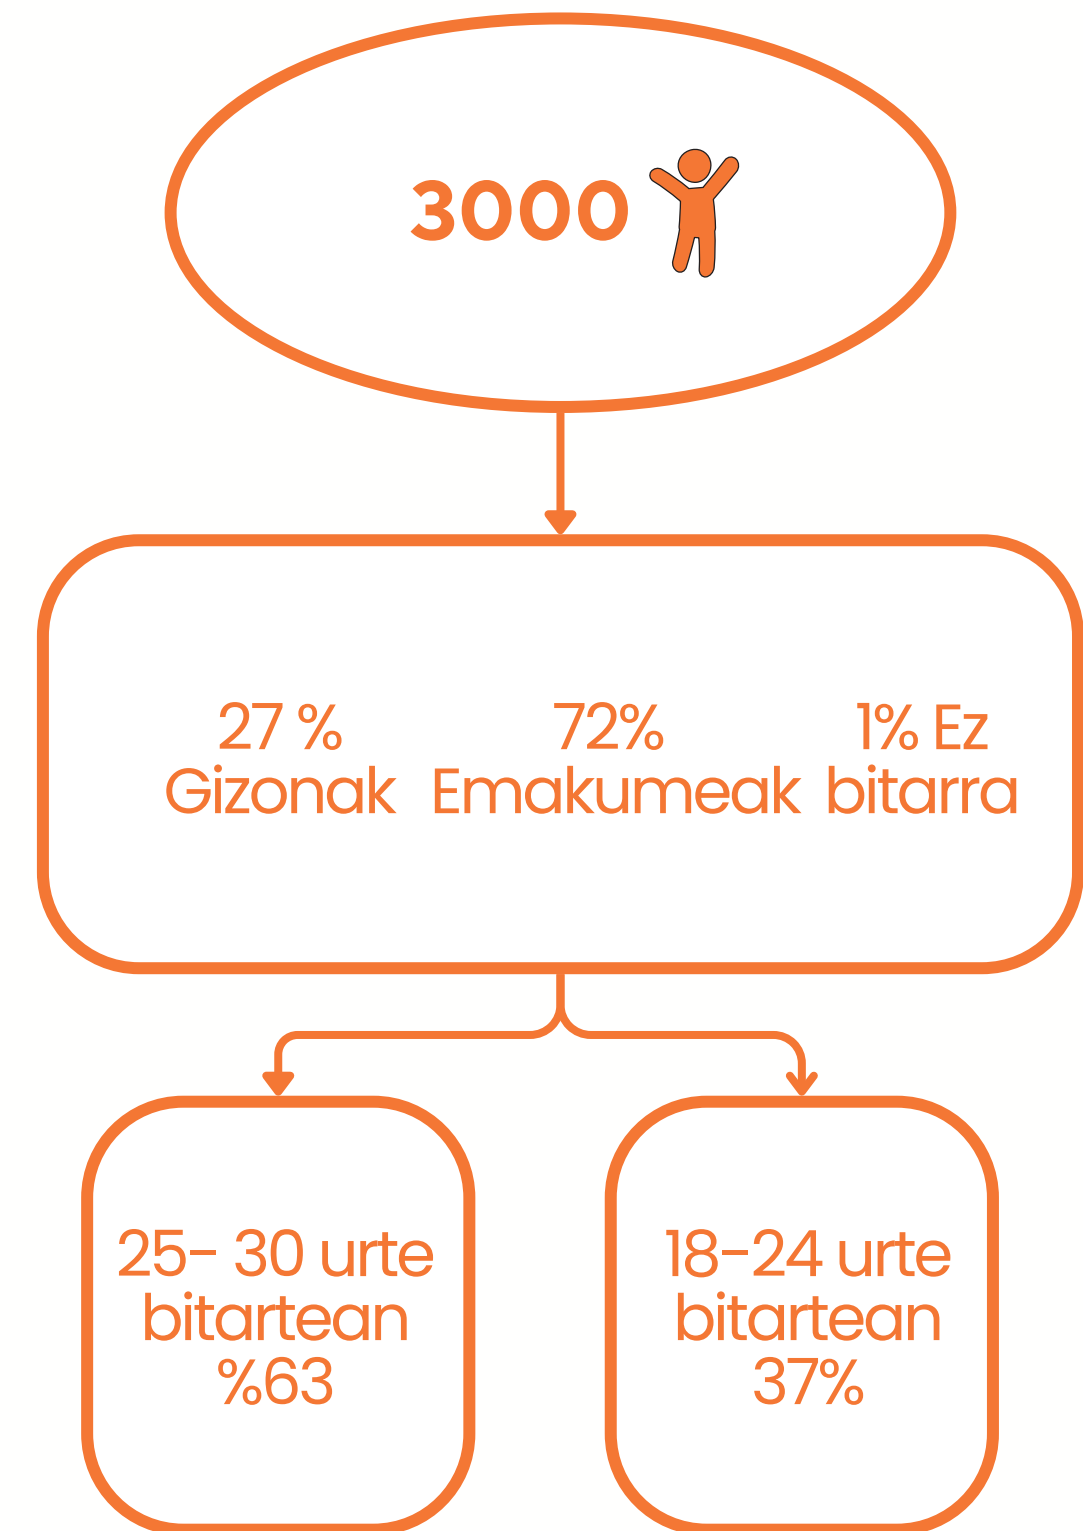 3000
27 %
Gizonak
72%
Emakumeak
1% Ez
bitarra
25- 30 urte
bitartean
%63
18-24 urte
bitartean
37%